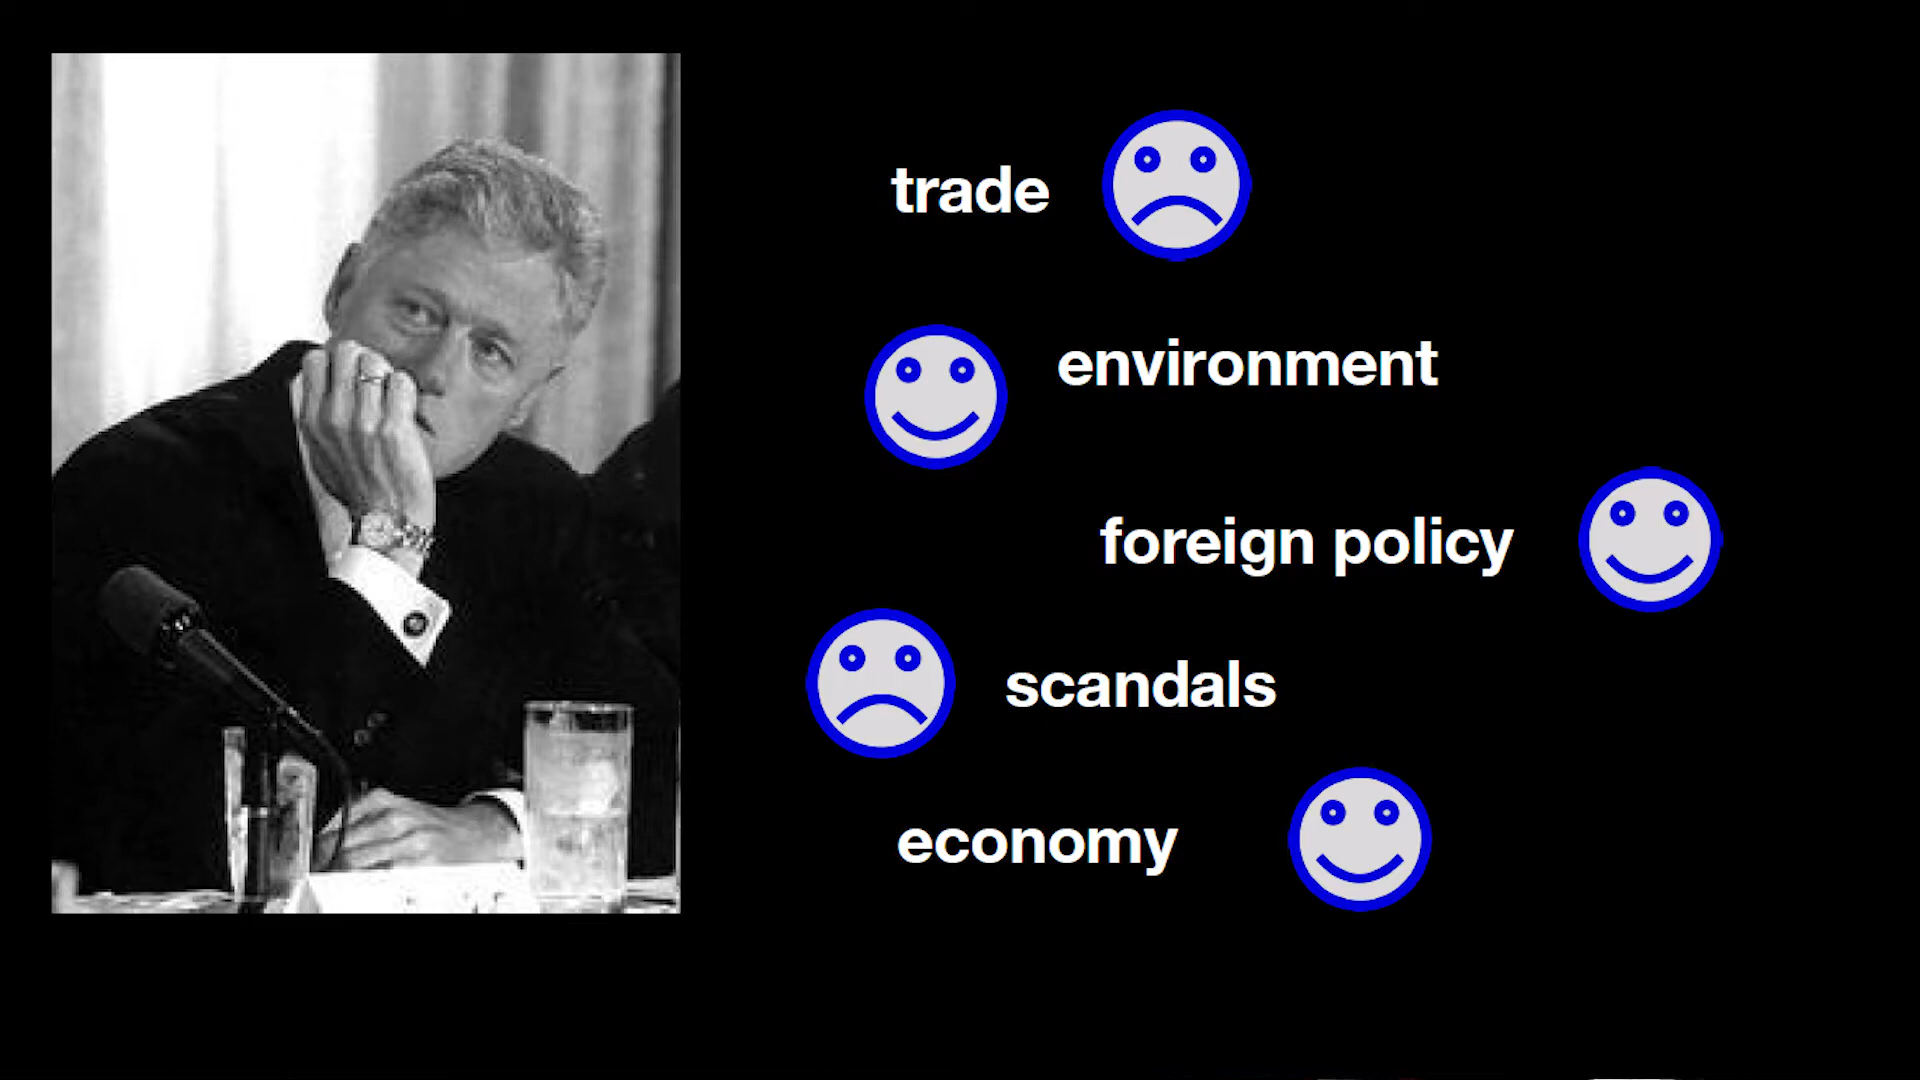 trade
environment
foreign policy
scandals
economy